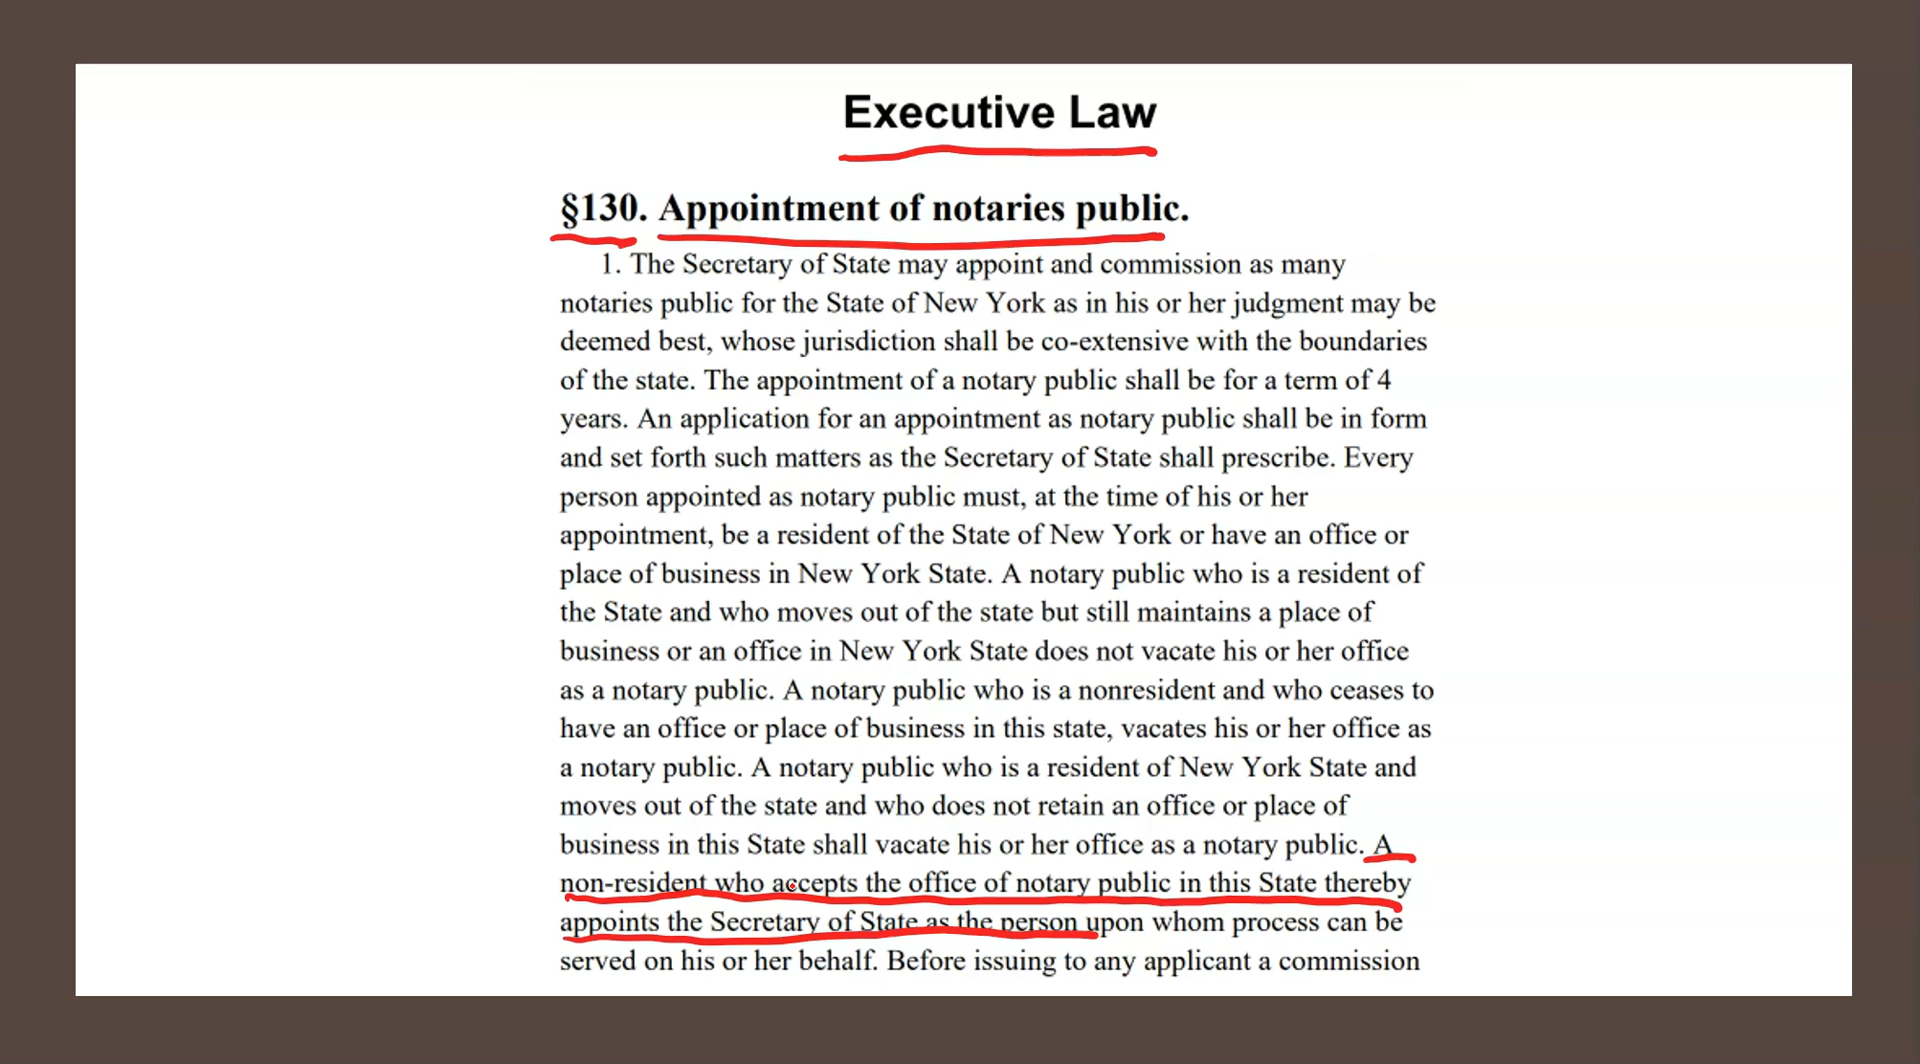 Executive Law
§130. Appointment of notaries public.
1. The Secretary of State may appoint and commission as many
notaries public for the State of New York as in his or her judgment may be
deemed best, whose jurisdiction shall be co-extensive with the boundaries
of the state. The appointment of a notary public shall be for a term of 4
years. An application for an appointment as notary public shall be in form
and set forth such matters as the Secretary of State shall prescribe. Every
person appointed as notary public must, at the time of his or her
appointment, be a resident of the State of New York or have an office or
place of business in New York State. A notary public who is a resident of
the State and who moves out of the state but still maintains a place of
business or an office in New York State does not vacate his or her office
as a notary public. A notary public who is a nonresident and who ceases to
have an office or place of business in this state, vacates his or her office as
a notary public. A notary public who is a resident of New York State and
moves out of the state and who does not retain an office or place of
business in this State shall vacate his or her office as a notary public. A
non-resident who accepts the office of notary public in this State thereby
appoints the Secretary of State as the person upon whom process can be
served on his or her behalf. Before issuing to any applicant a commission